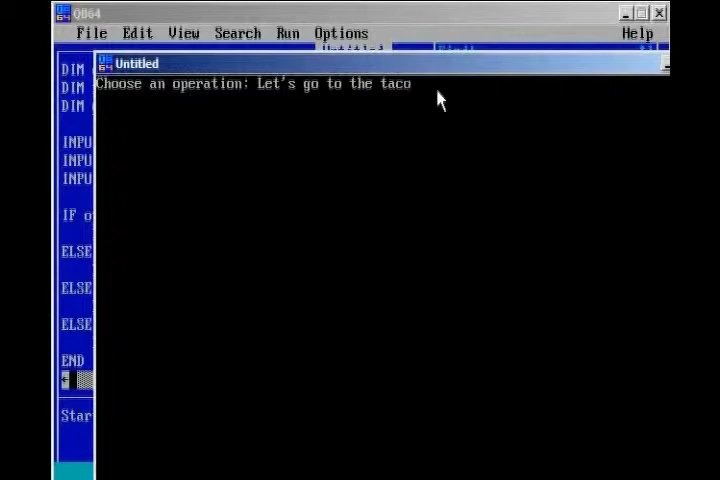 QB64
File Edit View Search Run Options Help
Untitled
DIM
DIM
DIM
INPU
INPU
INPU
IF o
ELSE
ELSE
ELSE
END
Star
Untitled
Choose an operation: Let's go to the taco